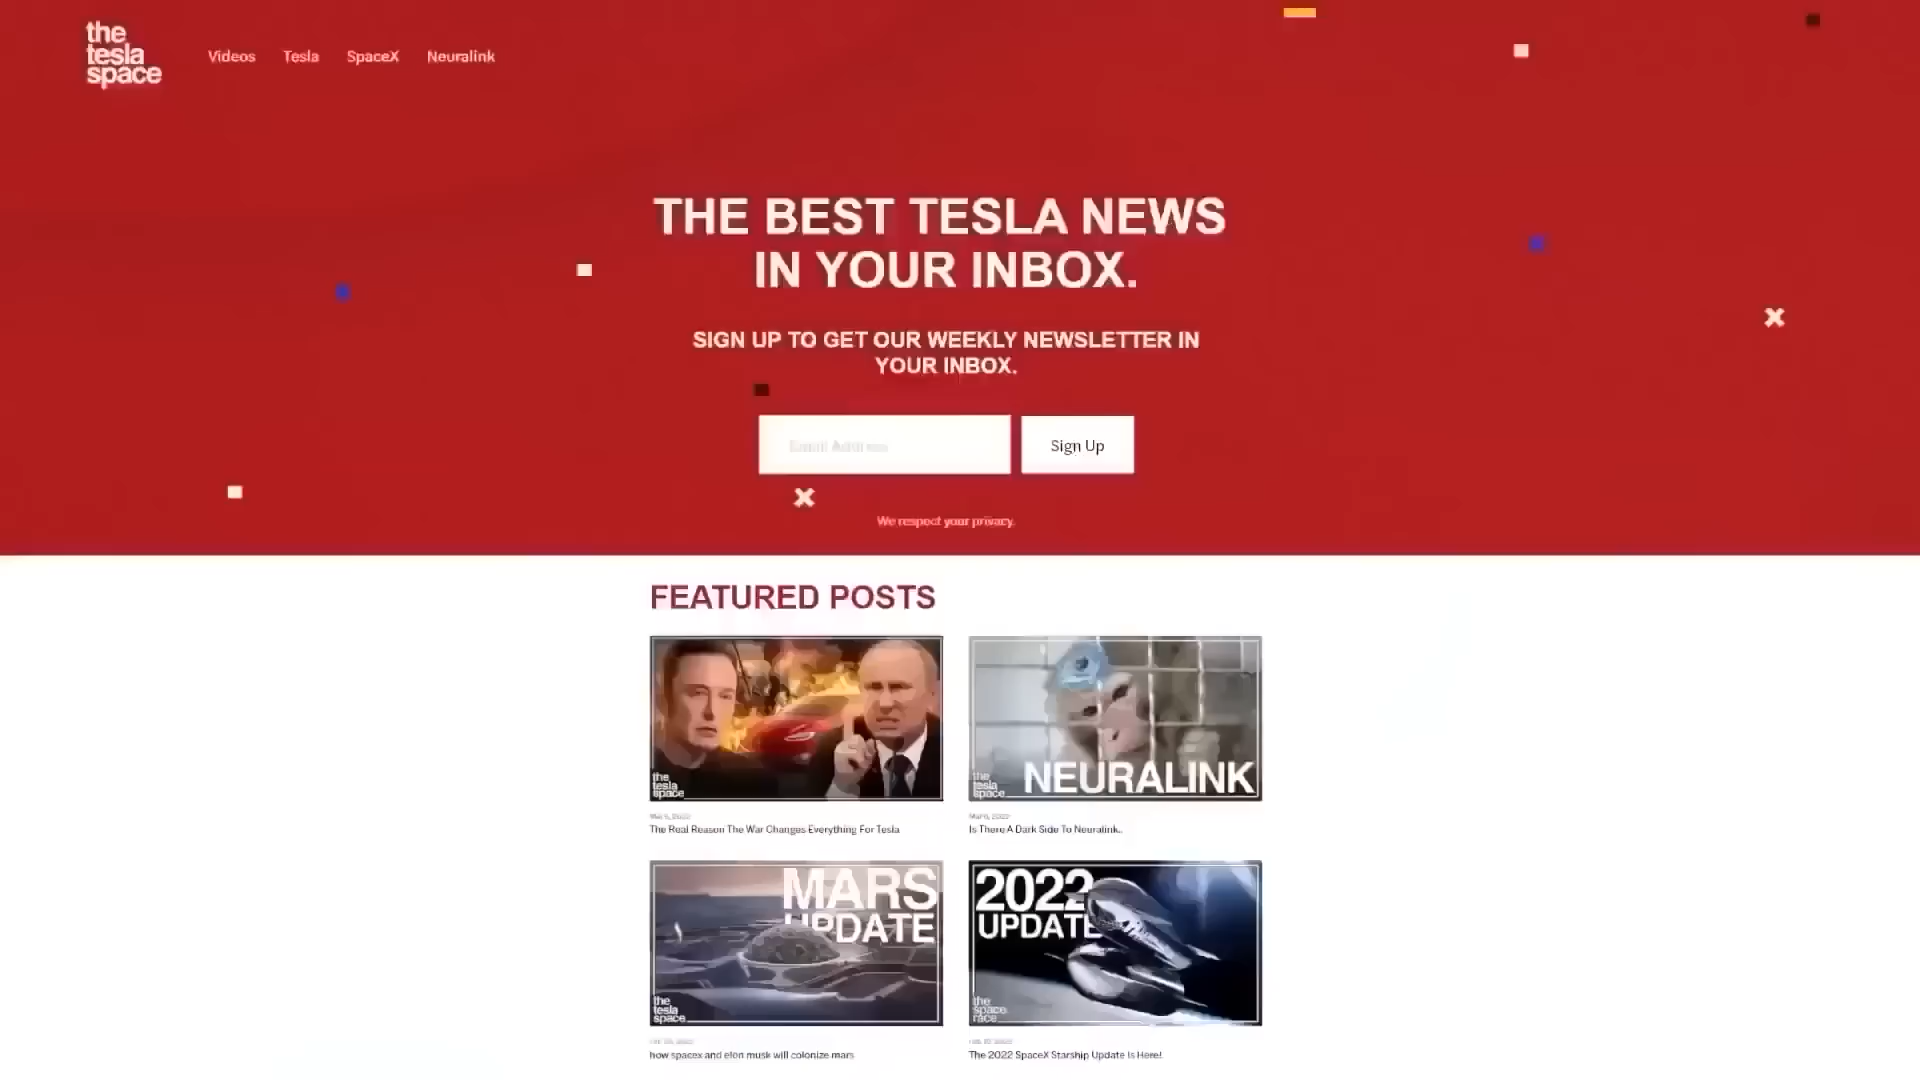 the
tesla
space
Videos
Tesla
SpaceX
Neuralink
THE BEST TESLA NEWS
IN YOUR INBOX.
SIGN UP TO GET OUR WEEKLY NEWSLETTER IN
YOUR INBOX.
Email Address
Sign Up
We respect your privacy.
FEATURED POSTS
the
tesla
space
the
tesla
space
NEURALINK
The Real Reason The War Changes Everything For Tesla
Is There A Dark Side To Neuralink..
MARS
UPDATE
the
tesla
space
2022
UPDATE
the
space
race
how spacex and elon musk will colonize mars
The 2022 SpaceX Starship Update Is Here!